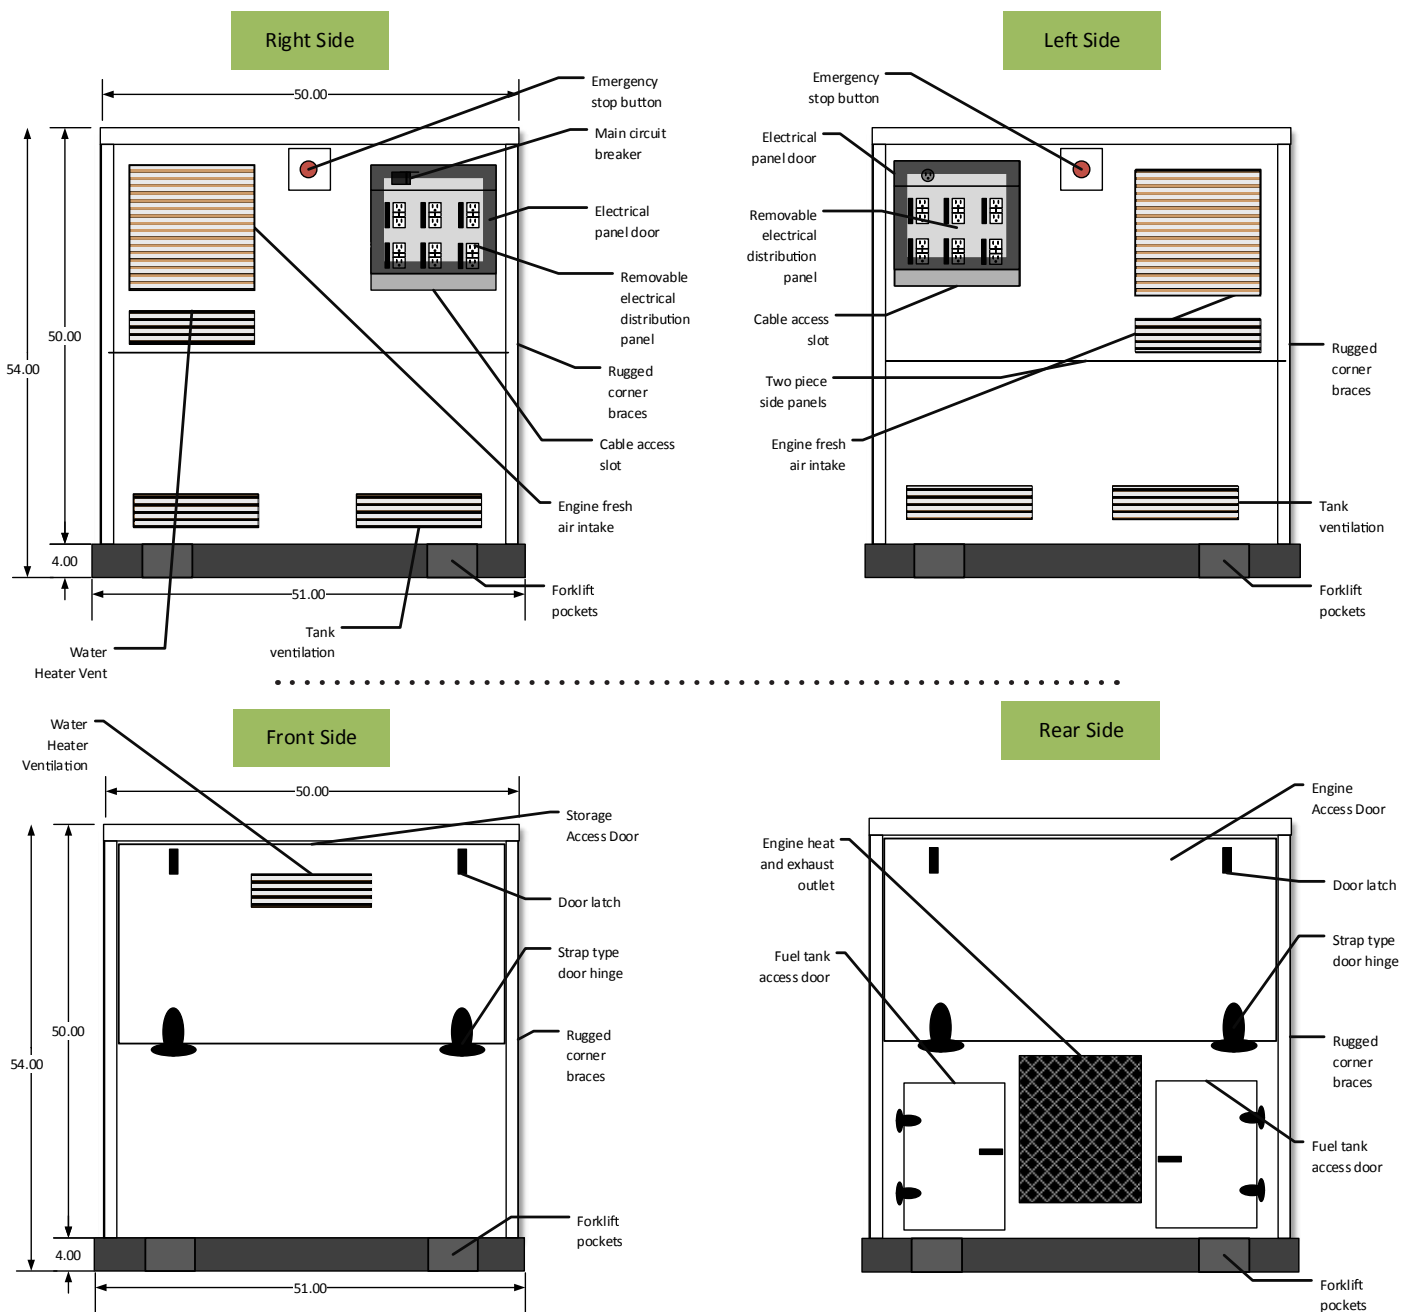 Right Side
50.00
50.00
54.00
4.00
51.00
Emergency
stop button
Main circuit
breaker
Electrical
panel door
Removable
electrical
distribution
panel
Rugged
corner
braces
Cable access
slot
Engine fresh
air intake
Forklift
pockets
Tank
ventilation
Water
Heater Vent
Left Side
Emergency
stop button
Electrical
panel door
Removable
electrical
distribution
panel
Cable access
slot
Two piece
side panels
Engine fresh
air intake
Rugged
corner
braces
Tank
ventilation
Forklift
pockets
Front Side
Water
Heater
Ventilation
50.00
50.00
54.00
4.00
51.00
Storage
Access Door
Door latch
Strap type
door hinge
Rugged
corner
braces
Forklift
pockets
Rear Side
Engine heat
and exhaust
outlet
Fuel tank
access door
Engine
Access Door
Door latch
Strap type
door hinge
Rugged
corner
braces
Fuel tank
access door
Forklift
pockets